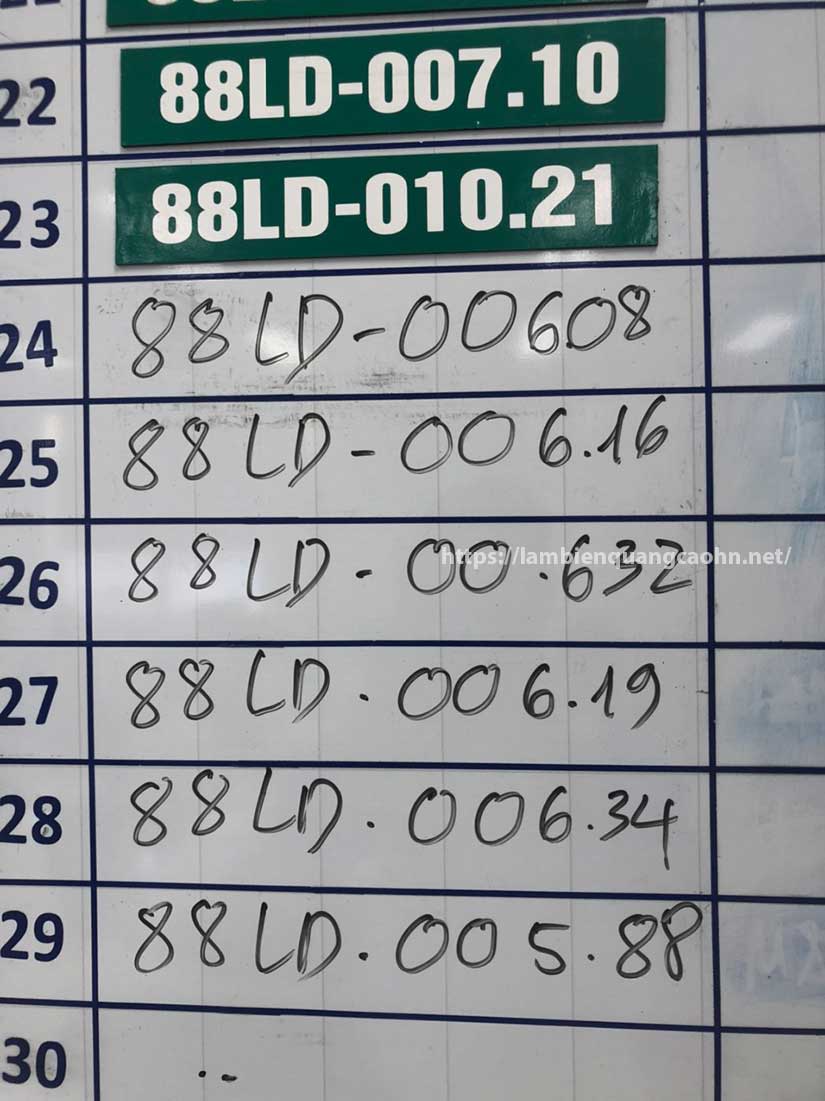 22 88LD-007.10
23 88LD-010.21
24 88LD-00608
25 88LD-006.16
https://lambienquangcaohn.net/
26 88LD-00.632
27 88LD.006.19
28 88LD.006.34
29 88LD.005.88
30 .-